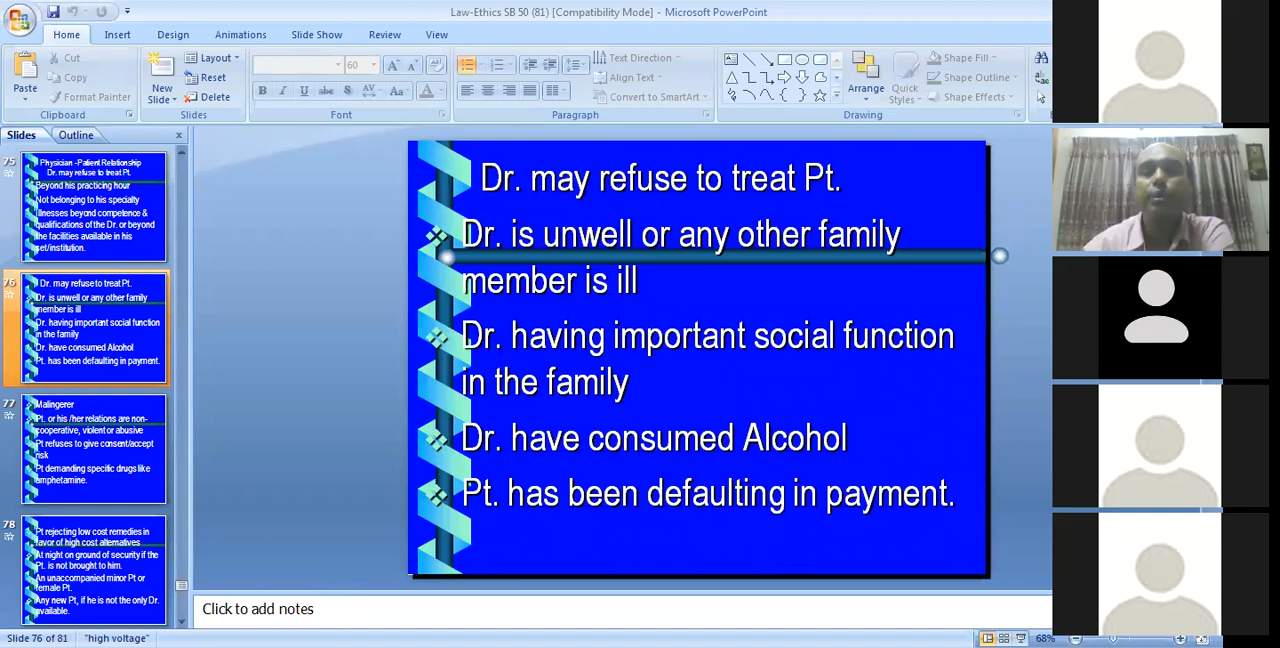 Law-Ethics SB 50 (81) [Compatibility Mode] - Microsoft PowerPoint
Home Insert Design Slide Show Animations Review View
Paste
Cut
Copy
Format Painter
Clipboard
New Slide
Layout
Reset
Delete
Slides
60
B I U abc S AV Aa A
Font
Text Direction
Align Text
Convert to SmartArt
Paragraph
Arrange
Quick Styles
Shape Fill
Shape Outline
Shape Effects
Drawing
Slides Outline
75
Physician -Patient Relationship
Dr. may refuse to treat Pt.
Beyond his practicing hour
Not belonging to his specialty
Illnesses beyond competence &
qualifications of the Dr. or beyond
the facilities available in his
set/institution.
76
Dr. may refuse to treat Pt.
Dr. is unwell or any other family
member is ill
Dr. having important social function
in the family
Dr. have consumed Alcohol
Pt. has been defaulting in payment.
77
Malingerer
Pt. or his /her relations are non-
cooperative, violent or abusive
Pt refuses to give consent/accept
risk
Pt demanding specific drugs like
amphetamine.
78
Pt rejecting low cost remedies in
favor of high cost alternatives
At night on ground of security if the
Pt. is not brought to him.
An unaccompanied minor Pt or
female Pt.
Any new Pt, if he is not the only Dr.
available.
Dr. may refuse to treat Pt.
Dr. is unwell or any other family
member is ill
Dr. having important social function
in the family
Dr. have consumed Alcohol
Pt. has been defaulting in payment.
Click to add notes
Slide 76 of 81 "high voltage" 68%